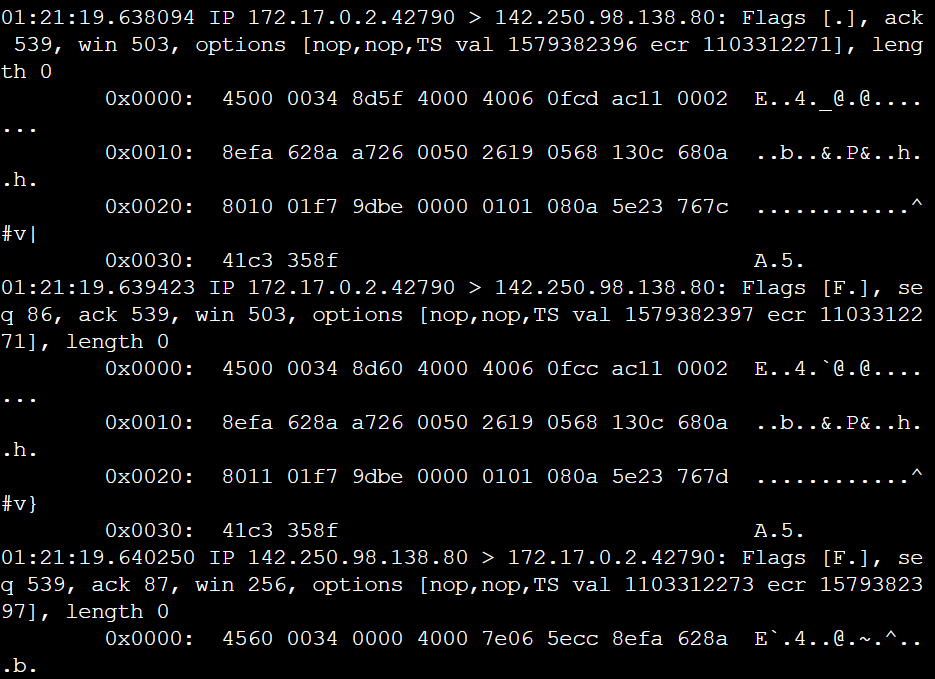 01:21:19.638094 IP 172.17.0.2.42790 > 142.250.98.138.80: Flags [.], ack
 539, win 503, options [nop,nop,TS val 1579382396 ecr 1103312271], leng
th 0
        0x0000:  4500 0034 8d5f 4000 4006 0fcd ac11 0002  E..4._@.@....
...
        0x0010:  8efa 628a a726 0050 2619 0568 130c 680a  ..b..&.P&..h.
.h.
        0x0020:  8010 01f7 9dbe 0000 0101 080a 5e23 767c  ............^
#v|
        0x0030:  41c3 358f                                A.5.
01:21:19.639423 IP 172.17.0.2.42790 > 142.250.98.138.80: Flags [F.], se
q 86, ack 539, win 503, options [nop,nop,TS val 1579382397 ecr 11033122
71], length 0
        0x0000:  4500 0034 8d60 4000 4006 0fcc ac11 0002  E..4.`@.@....
...
        0x0010:  8efa 628a a726 0050 2619 0568 130c 680a  ..b..&.P&..h.
.h.
        0x0020:  8011 01f7 9dbe 0000 0101 080a 5e23 767d  ............^
#v}
        0x0030:  41c3 358f                                A.5.
01:21:19.640250 IP 142.250.98.138.80 > 172.17.0.2.42790: Flags [F.], se
q 539, ack 87, win 256, options [nop,nop,TS val 1103312273 ecr 15793823
97], length 0
        0x0000:  4560 0034 0000 4000 7e06 5ecc 8efa 628a  E`.4..@.~.^..
.b.